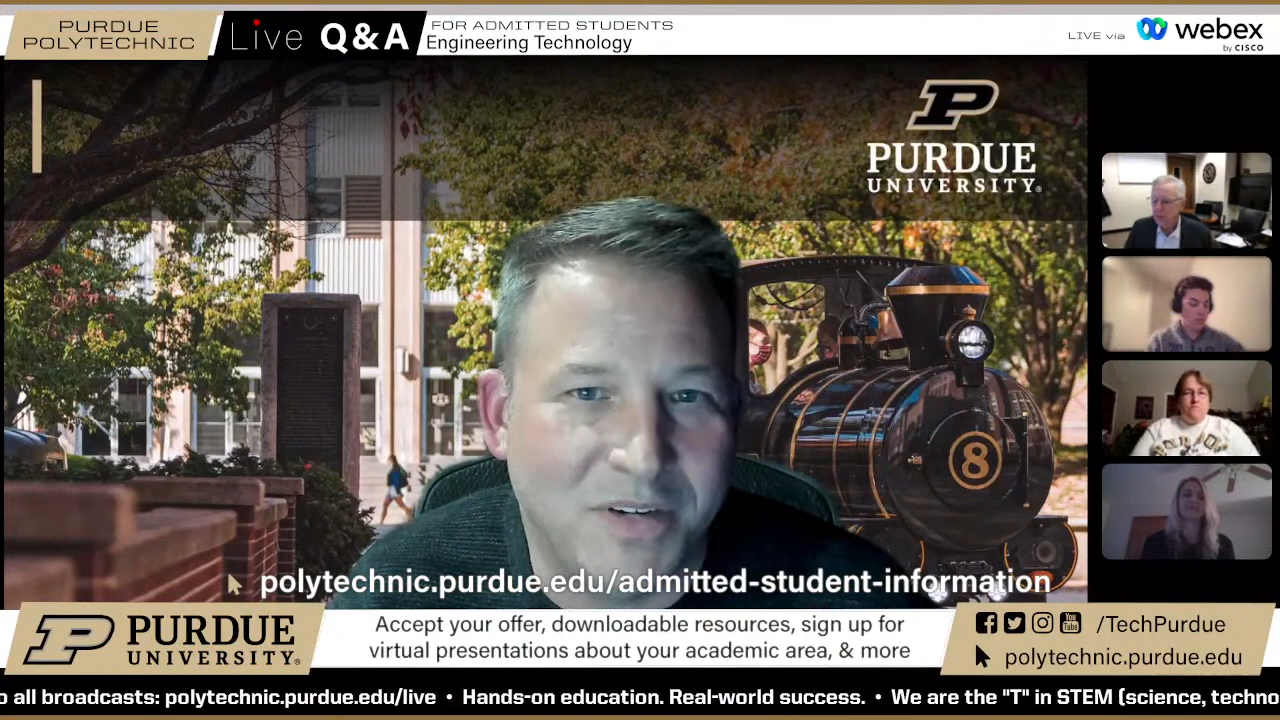 PURDUE
POLYTECHNIC
Live Q&A
FOR ADMITTED STUDENTS
Engineering Technology
LIVE via webex
by CISCO
P
PURDUE
UNIVERSITY®
8
polytechnic.purdue.edu/admitted-student-information
P PURDUE
UNIVERSITY®
Accept your offer, downloadable resources, sign up for
virtual presentations about your academic area, & more
You Tube /TechPurdue
polytechnic.purdue.edu
o all broadcasts: polytechnic.purdue.edu/live • Hands-on education. Real-world success. • We are the "T" in STEM (science, techno